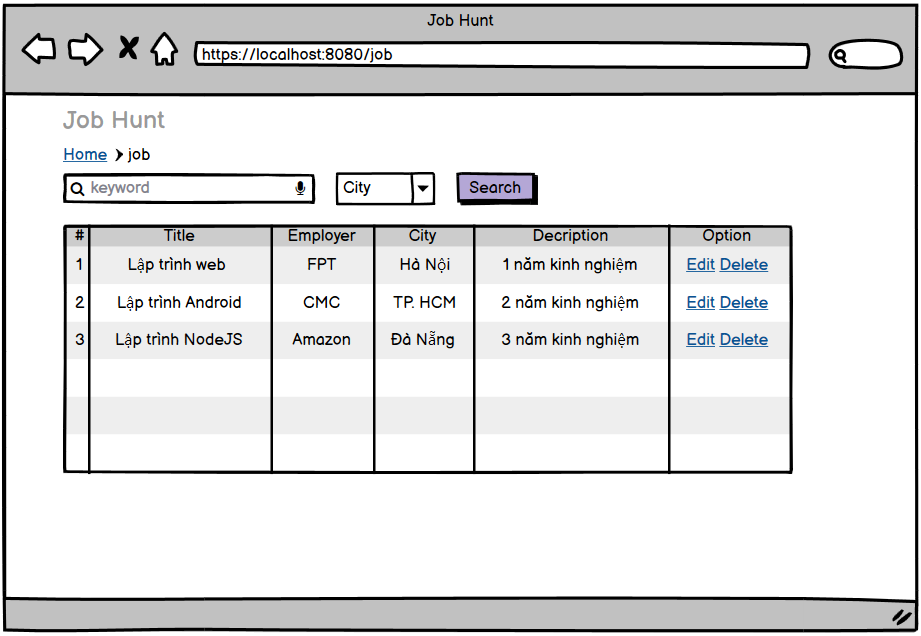 Job Hunt
https://localhost:8080/job
Job Hunt
Home > job
keyword City Search
# Title Employer City Decription Option
1 Lập trình web FPT Hà Nội 1 năm kinh nghiệm Edit Delete
2 Lập trình Android CMC TP. HCM 2 năm kinh nghiệm Edit Delete
3 Lập trình NodeJS Amazon Đà Nẵng 3 năm kinh nghiệm Edit Delete